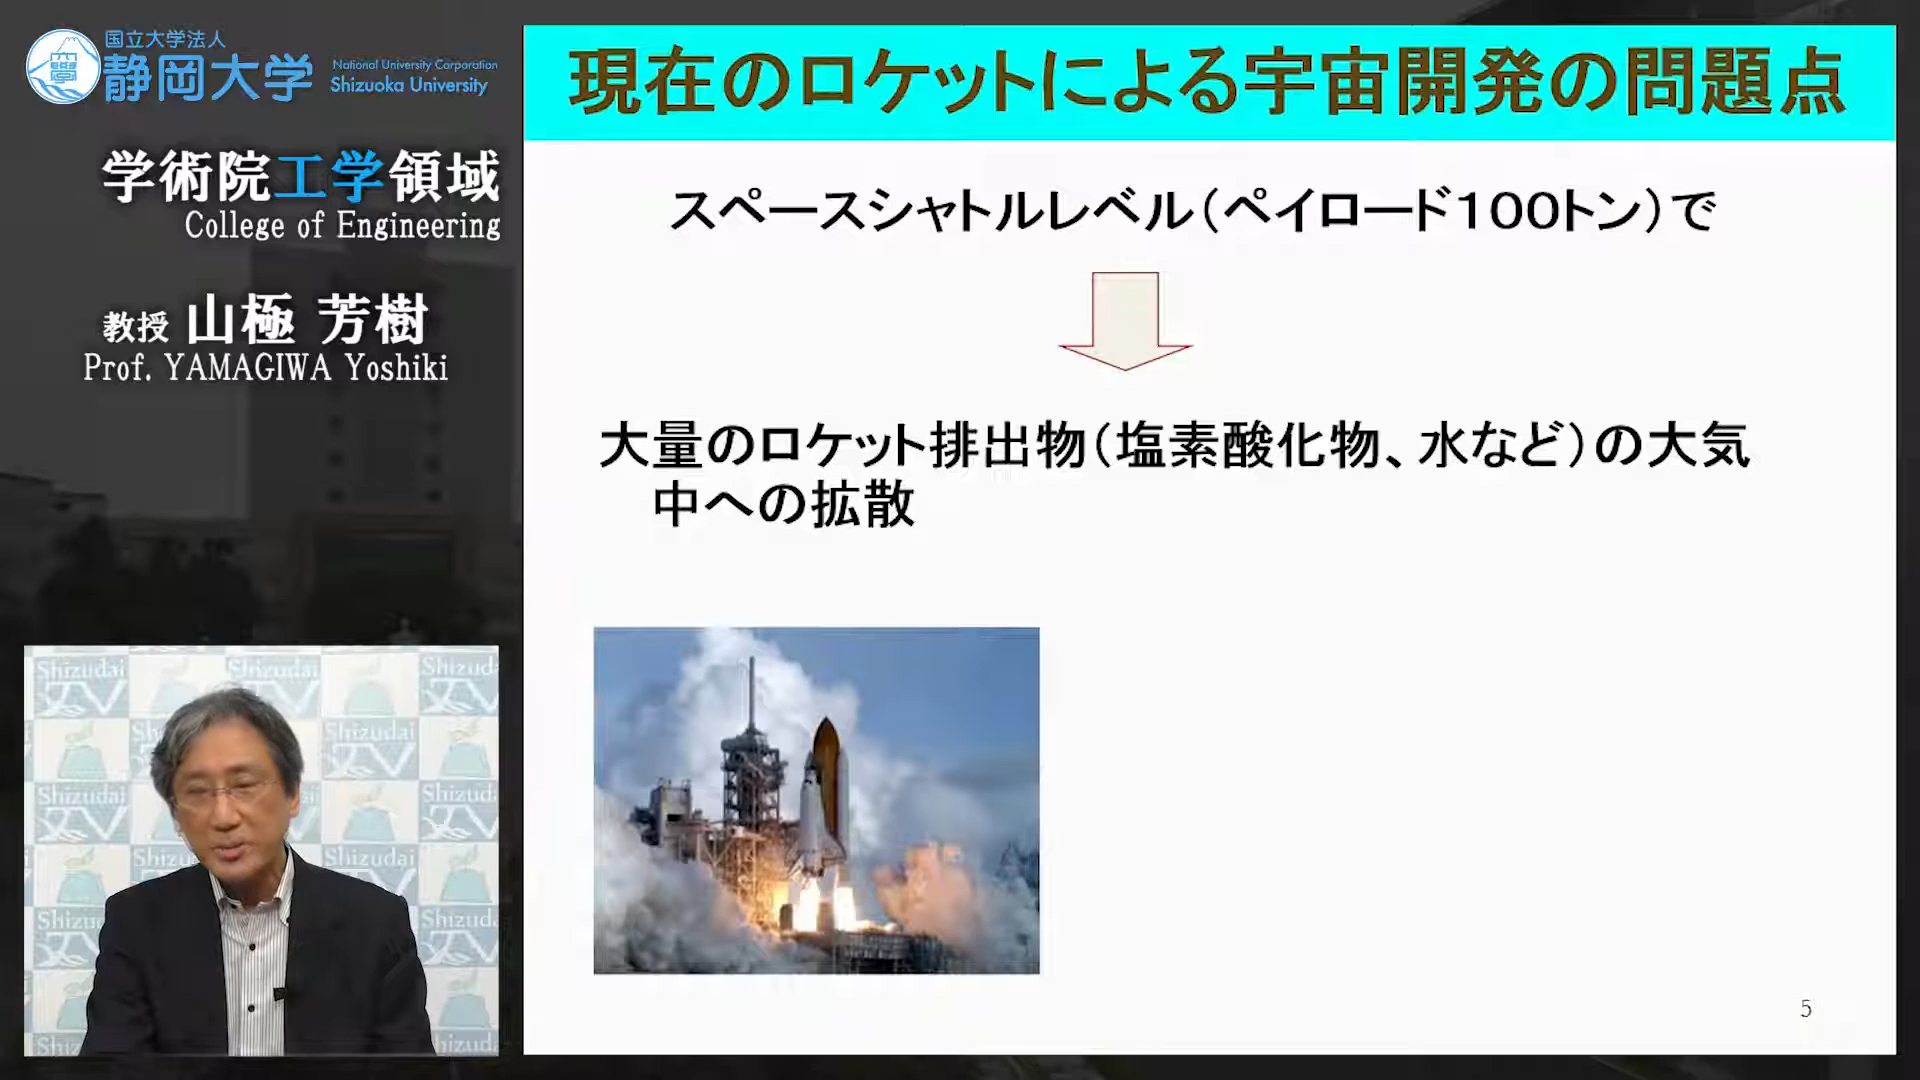 国立大学法人
静岡大学
National University Corporation
Shizuoka University
学術院工学領域
College of Engineering
教授 山極 芳樹
Prof. YAMAGIWA Yoshiki
現在のロケットによる宇宙開発の問題点
スペースシャトルレベル（ペイロード１００トン）で
大量のロケット排出物（塩素酸化物、水など）の大気
中への拡散
5
Shizudai
TV